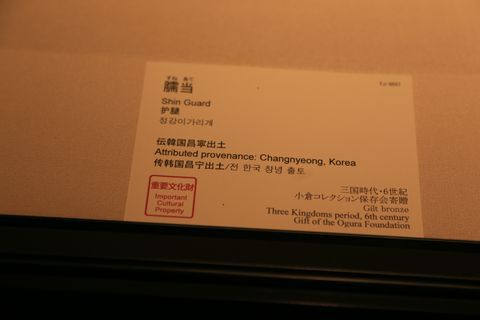 すね あて
臑当
TJ-5051
Shin Guard
护腿
정강이가리개
伝韓国昌寧出土
Attributed provenance: Changnyeong, Korea
传韩国昌宁出土/전 한국 창녕 출토
重要文化財
Important
Cultural
Property
三国時代・6世紀
小倉コレクション保存会寄贈
Gilt bronze
Three Kingdoms period, 6th century
Gift of the Ogura Foundation